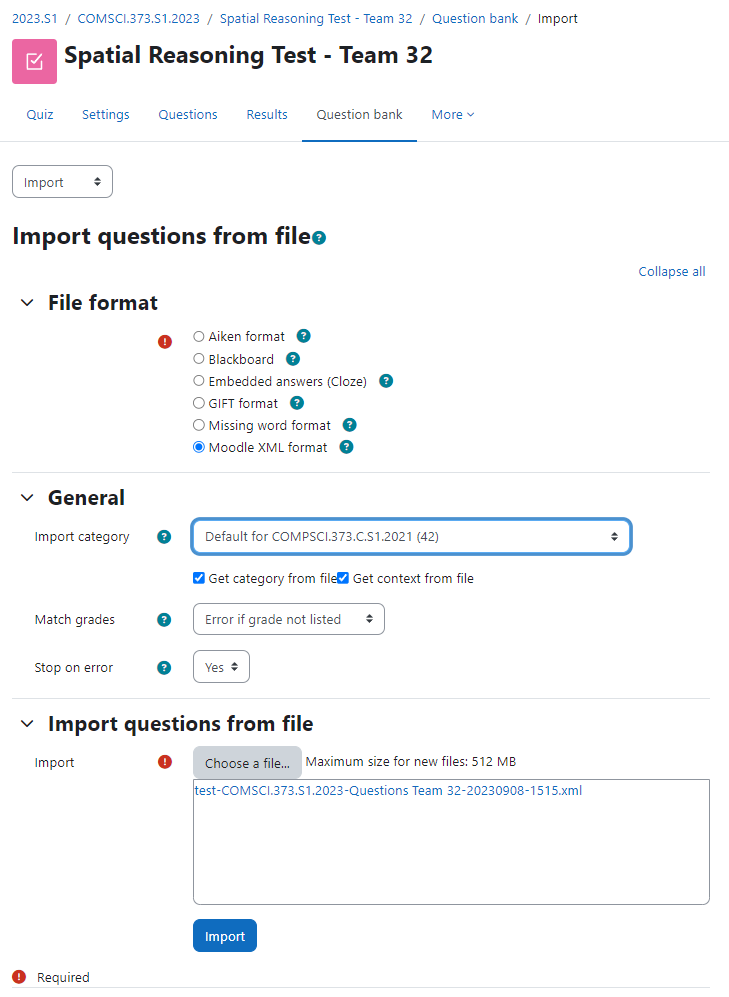 2023.S1 / COMSCI.373.S1.2023 / Spatial Reasoning Test - Team 32 / Question bank / Import
Spatial Reasoning Test - Team 32
Quiz Settings Questions Results Question bank More
Import
Import questions from file
Collapse all
File format
Aiken format
Blackboard
Embedded answers (Cloze)
GIFT format
Missing word format
Moodle XML format
General
Import category Default for COMPSCI.373.C.S1.2021 (42)
Get category from file Get context from file
Match grades Error if grade not listed
Stop on error Yes
Import questions from file
Import Choose a file... Maximum size for new files: 512 MB
test-COMSCI.373.S1.2023-Questions Team 32-20230908-1515.xml
Import
Required